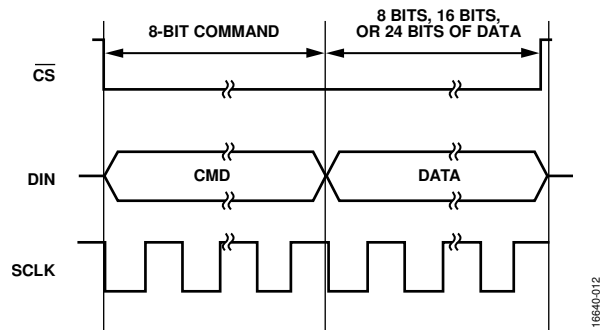 8-BIT COMMAND
8 BITS, 16 BITS,
OR 24 BITS OF DATA
CS
DIN
CMD
DATA
SCLK
16640-012